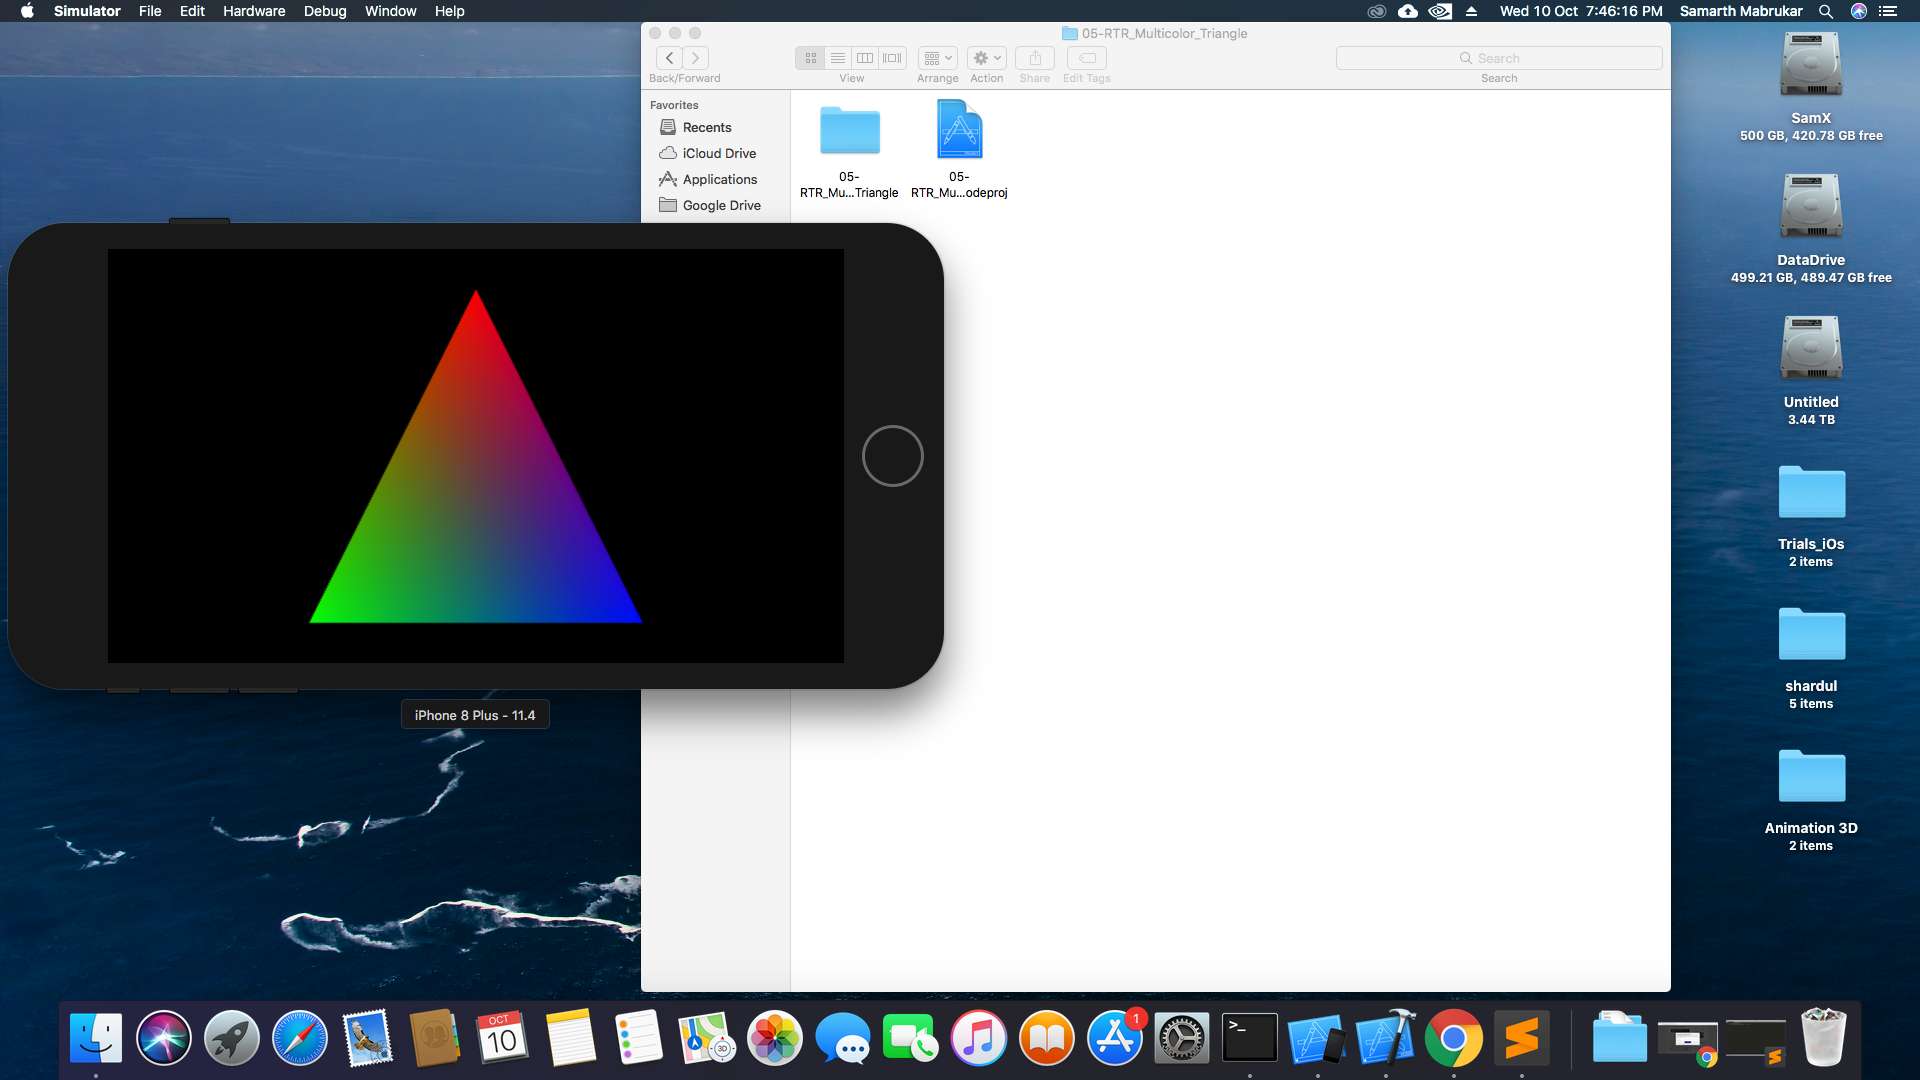 Simulator File Edit Hardware Debug Window Help
Wed 10 Oct 7:46:16 PM Samarth Mabrukar
05-RTR_Multicolor_Triangle
Search
Back/Forward View Arrange Action Share Edit Tags Search
Favorites
Recents
iCloud Drive
Applications
Google Drive
05-
RTR_Mu...Triangle
05-
RTR_Mu...odeproj
iPhone 8 Plus - 11.4
SamX
500 GB, 420.78 GB free
DataDrive
499.21 GB, 489.47 GB free
Untitled
3.44 TB
Trials_iOs
2 items
shardul
5 items
Animation 3D
2 items
OCT
10
3D
1
>_